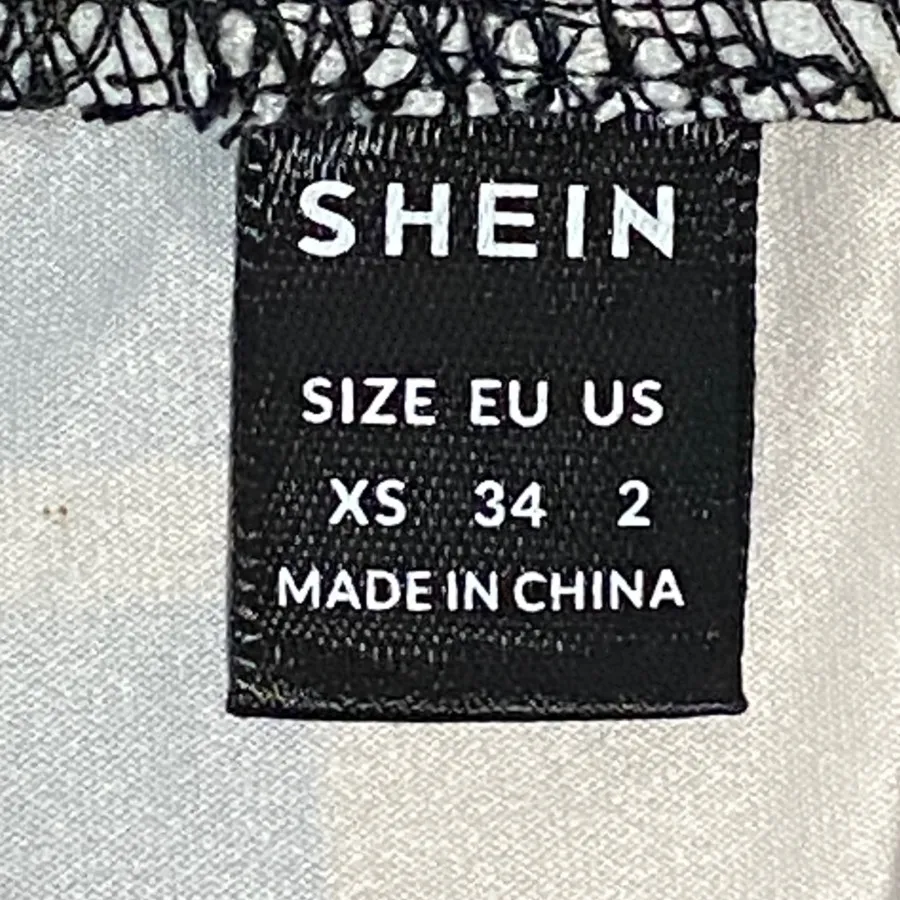 SHEIN
SIZE EU US
XS 34 2
MADE IN CHINA